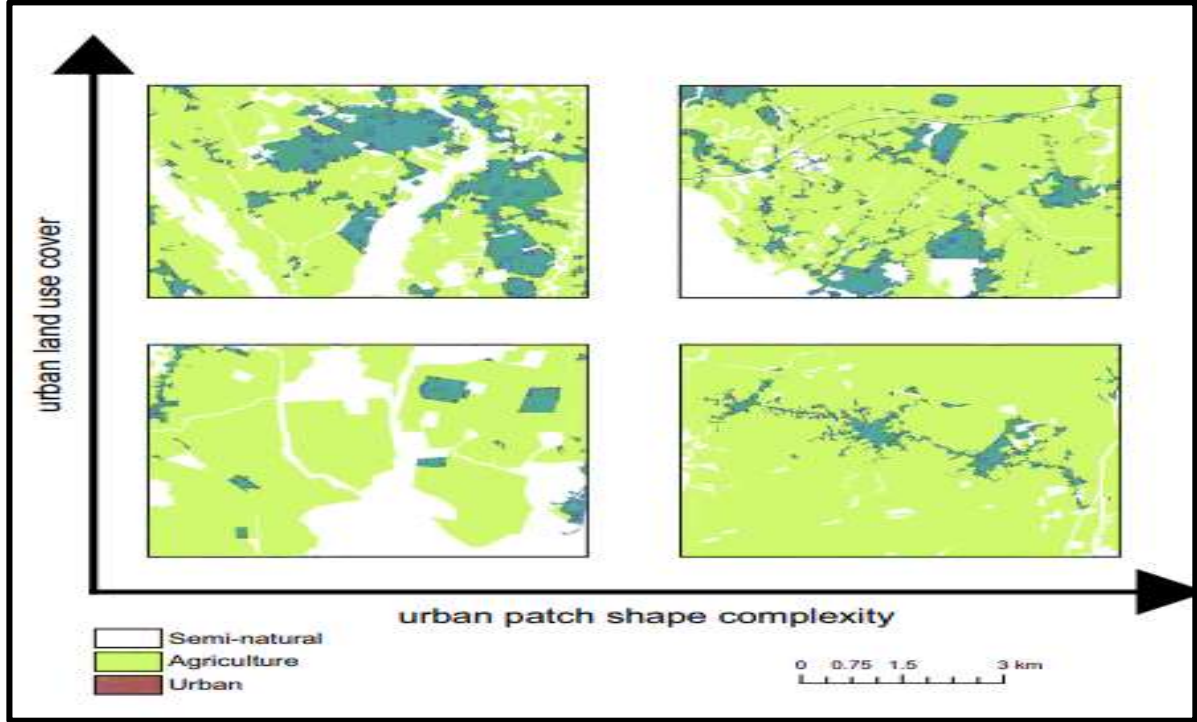 urban land use cover
urban patch shape complexity
Semi-natural
Agriculture
Urban
0 0.75 1.5 3 km